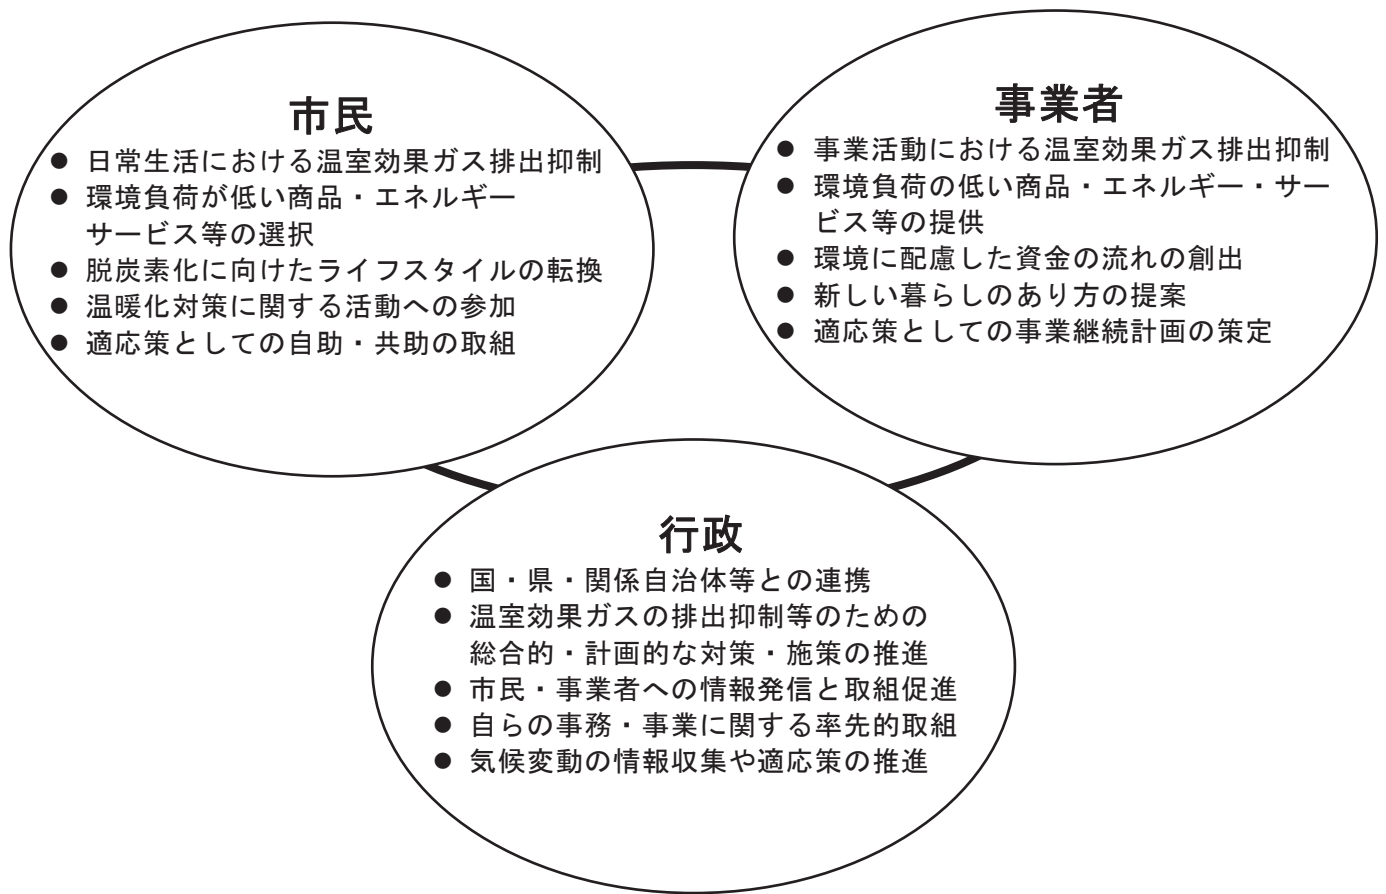 市民
● 日常生活における温室効果ガス排出抑制
● 環境負荷が低い商品・エネルギー
サービス等の選択
● 脱炭素化に向けたライフスタイルの転換
● 温暖化対策に関する活動への参加
● 適応策としての自助・共助の取組
事業者
● 事業活動における温室効果ガス排出抑制
● 環境負荷の低い商品・エネルギー・サー
ビス等の提供
● 環境に配慮した資金の流れの創出
● 新しい暮らしのあり方の提案
● 適応策としての事業継続計画の策定
行政
● 国・県・関係自治体等との連携
● 温室効果ガスの排出抑制等のための
総合的・計画的な対策・施策の推進
● 市民・事業者への情報発信と取組促進
● 自らの事務・事業に関する率先的取組
● 気候変動の情報収集や適応策の推進